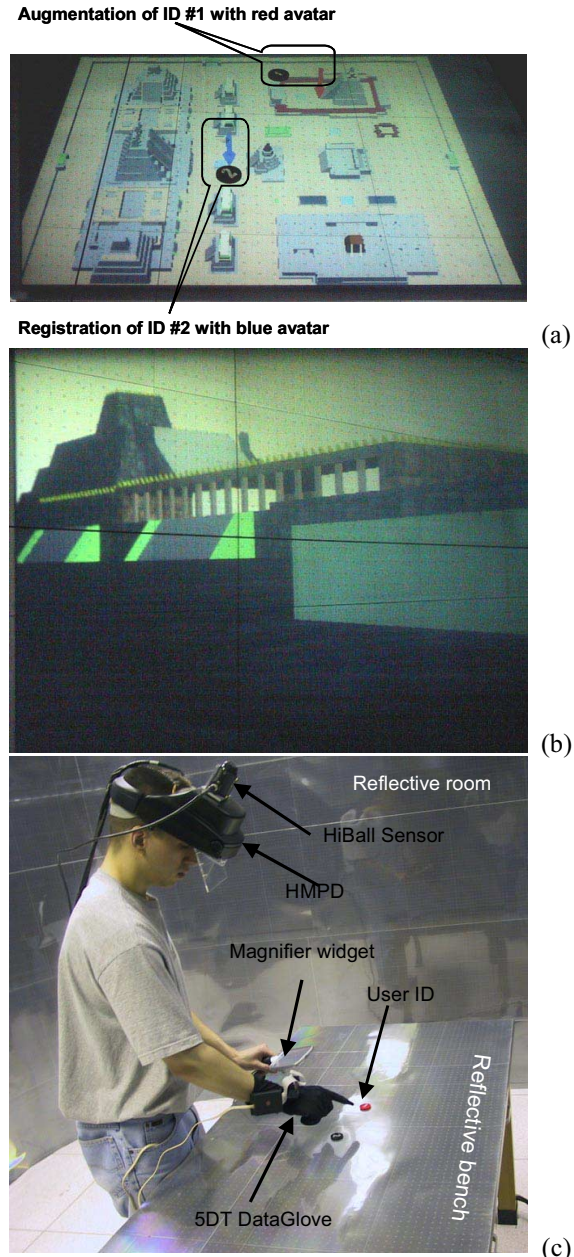 Augmentation of ID #1 with red avatar
Registration of ID #2 with blue avatar
(a)
(b)
Reflective room
HiBall Sensor
HMPD
Magnifier widget
User ID
Reflective bench
5DT DataGlove
(c)